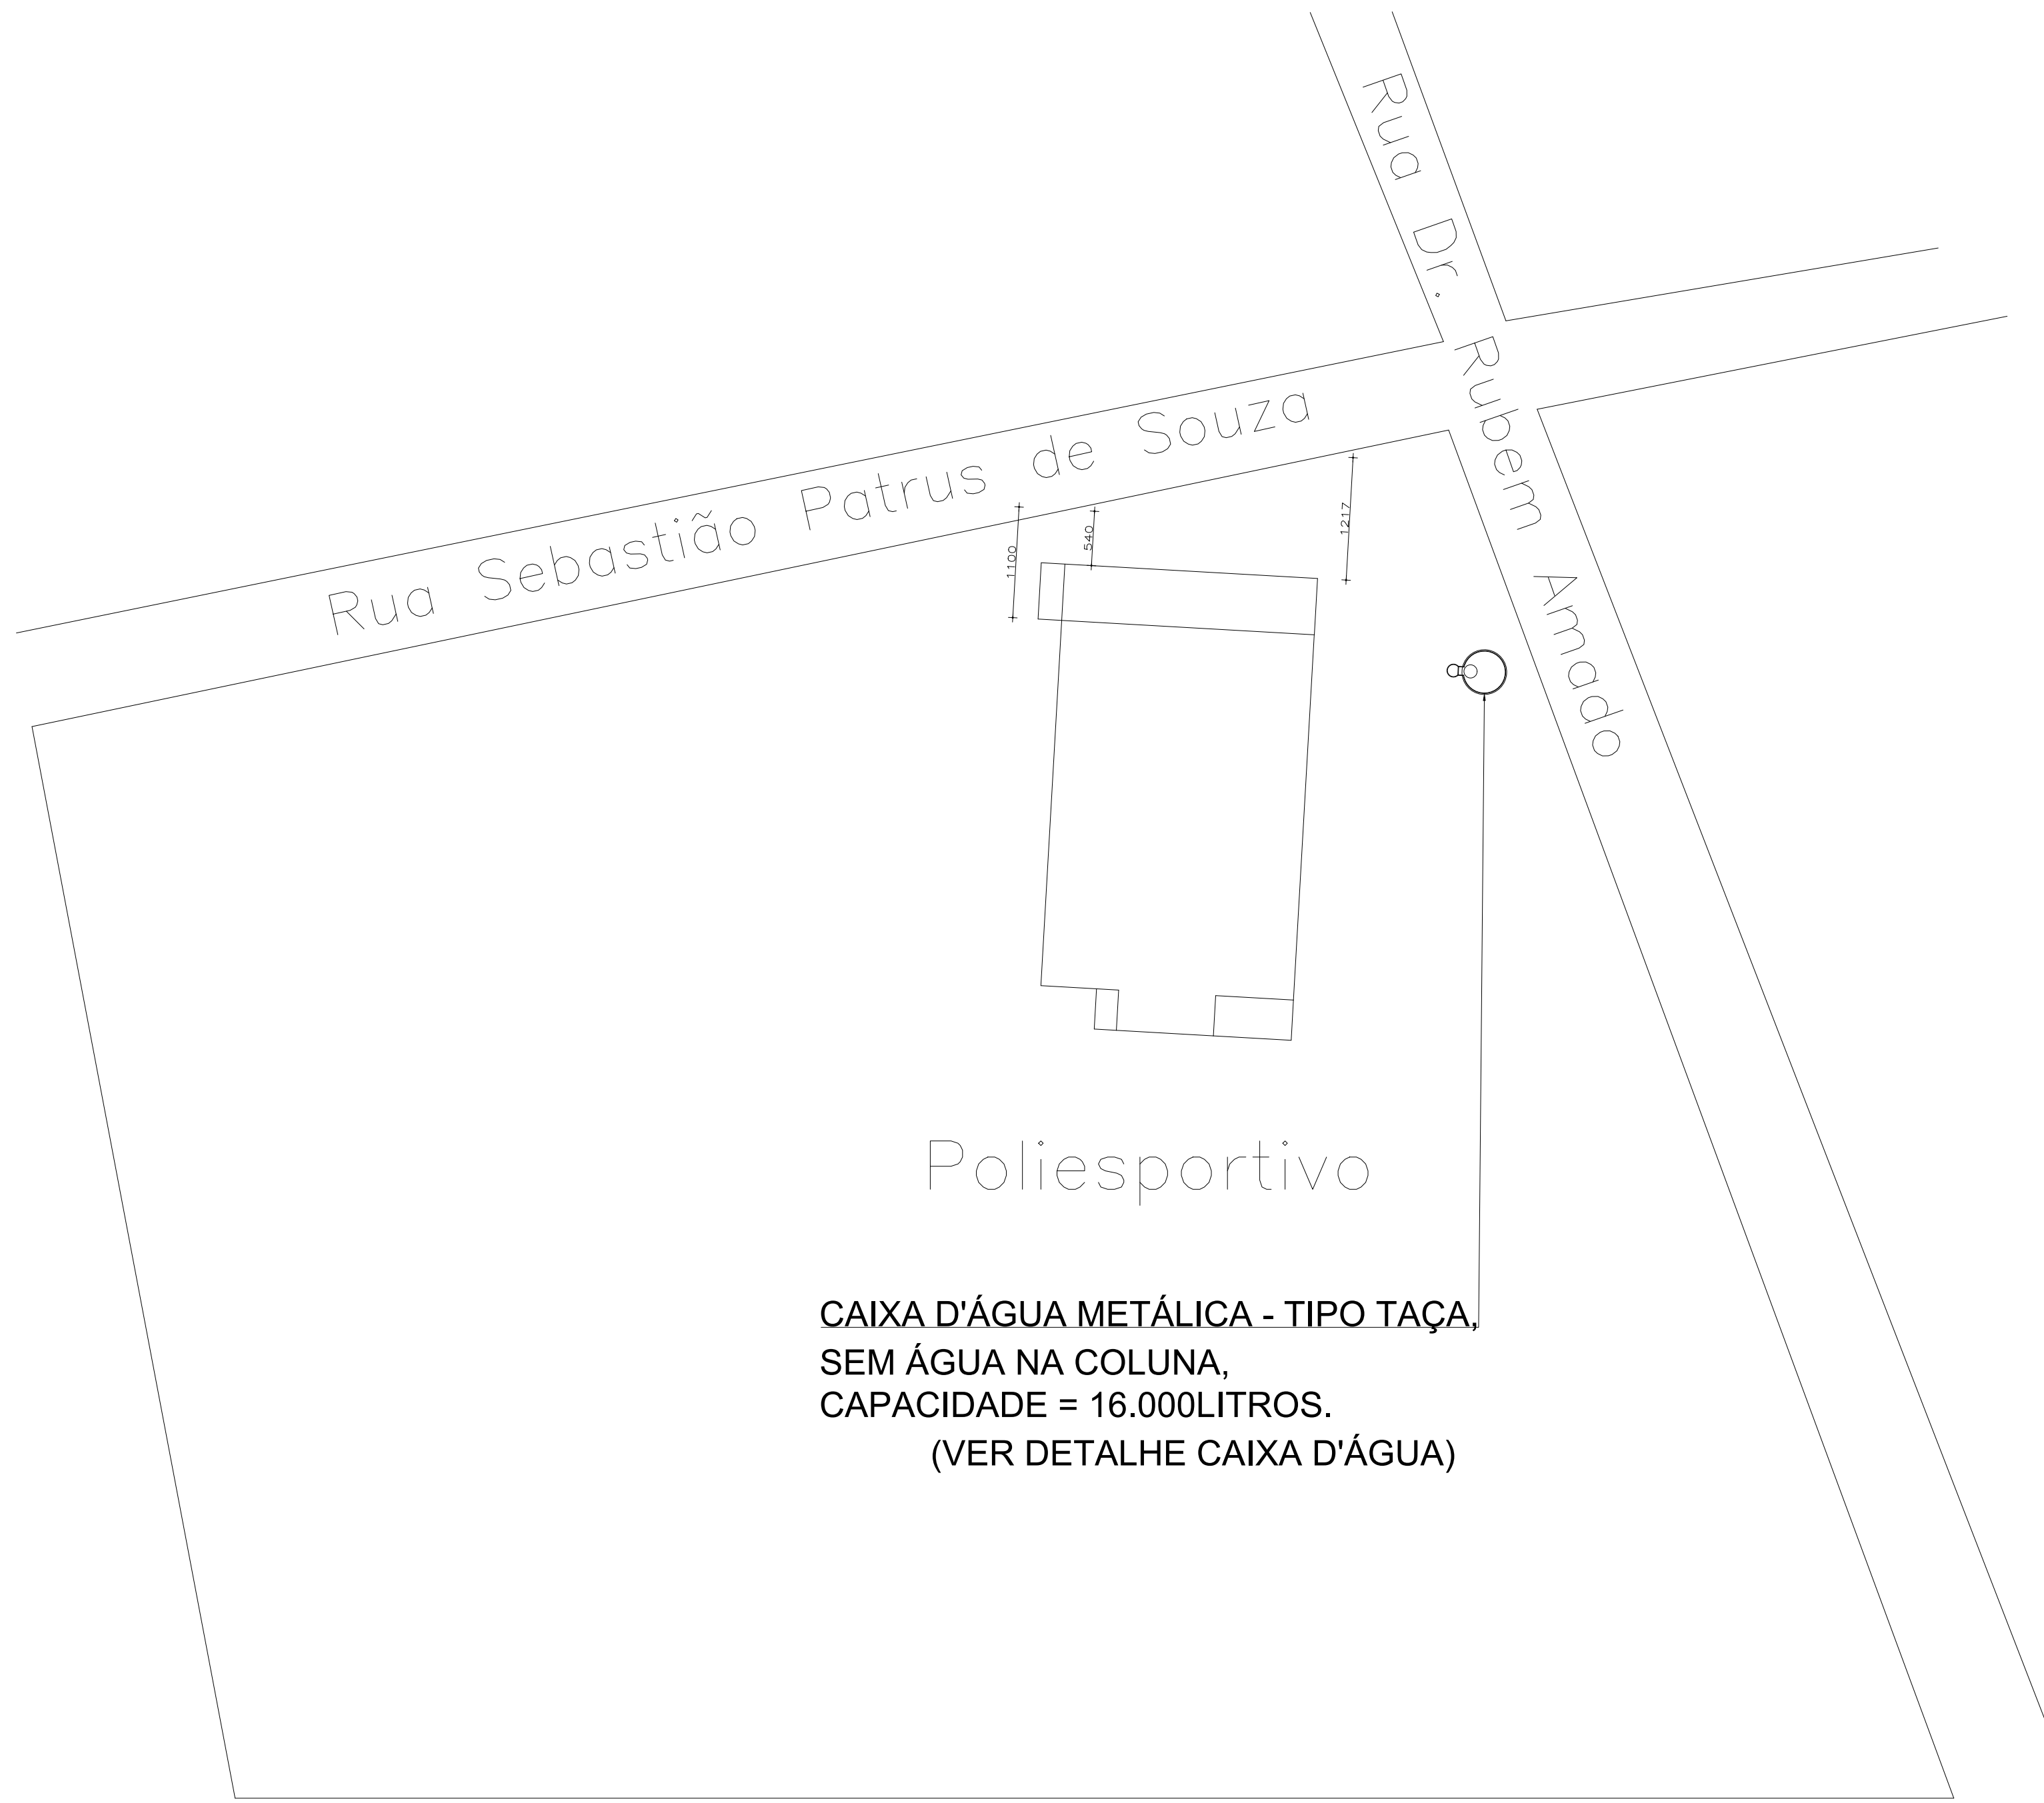 Rua Dr. Rubem Amado
Rua Sebastião Patrus de Souza
1100
540
1217
Poliesportivo
CAIXA D'ÁGUA METÁLICA - TIPO TAÇA,
SEM ÁGUA NA COLUNA,
CAPACIDADE = 16.000LITROS.
(VER DETALHE CAIXA D'ÁGUA)